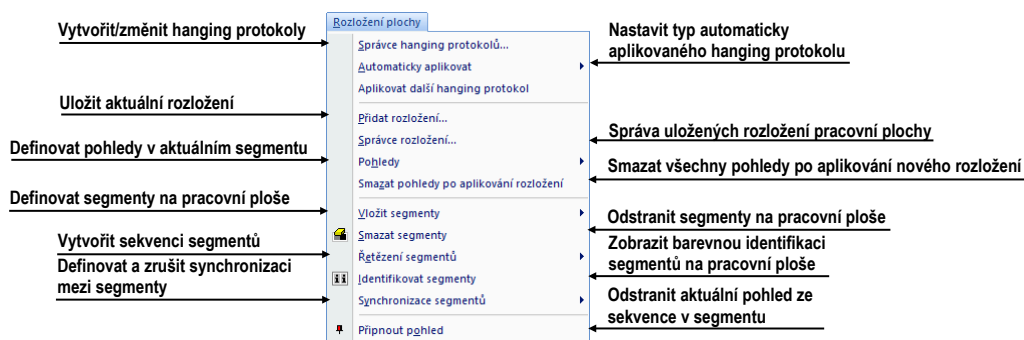 Rozložení plochy
Vytvořit/změnit hanging protokoly
Správce hanging protokolů...
Nastavit typ automaticky
aplikovaného hanging protokolu
Automaticky aplikovat
Aplikovat další hanging protokol
Uložit aktuální rozložení
Přidat rozložení...
Správce rozložení...
Správa uložených rozložení pracovní plochy
Definovat pohledy v aktuálním segmentu
Pohledy
Smazat pohledy po aplikování rozložení
Smazat všechny pohledy po aplikování nového rozložení
Definovat segmenty na pracovní ploše
Vložit segmenty
Smazat segmenty
Odstranit segmenty na pracovní ploše
Vytvořit sekvenci segmentů
Řetězení segmentů
Zobrazit barevnou identifikaci
segmentů na pracovní ploše
Definovat a zrušit synchronizaci
mezi segmenty
Identifikovat segmenty
Synchronizace segmentů
Odstranit aktuální pohled ze
sekvence v segmentu
Připnout pohled